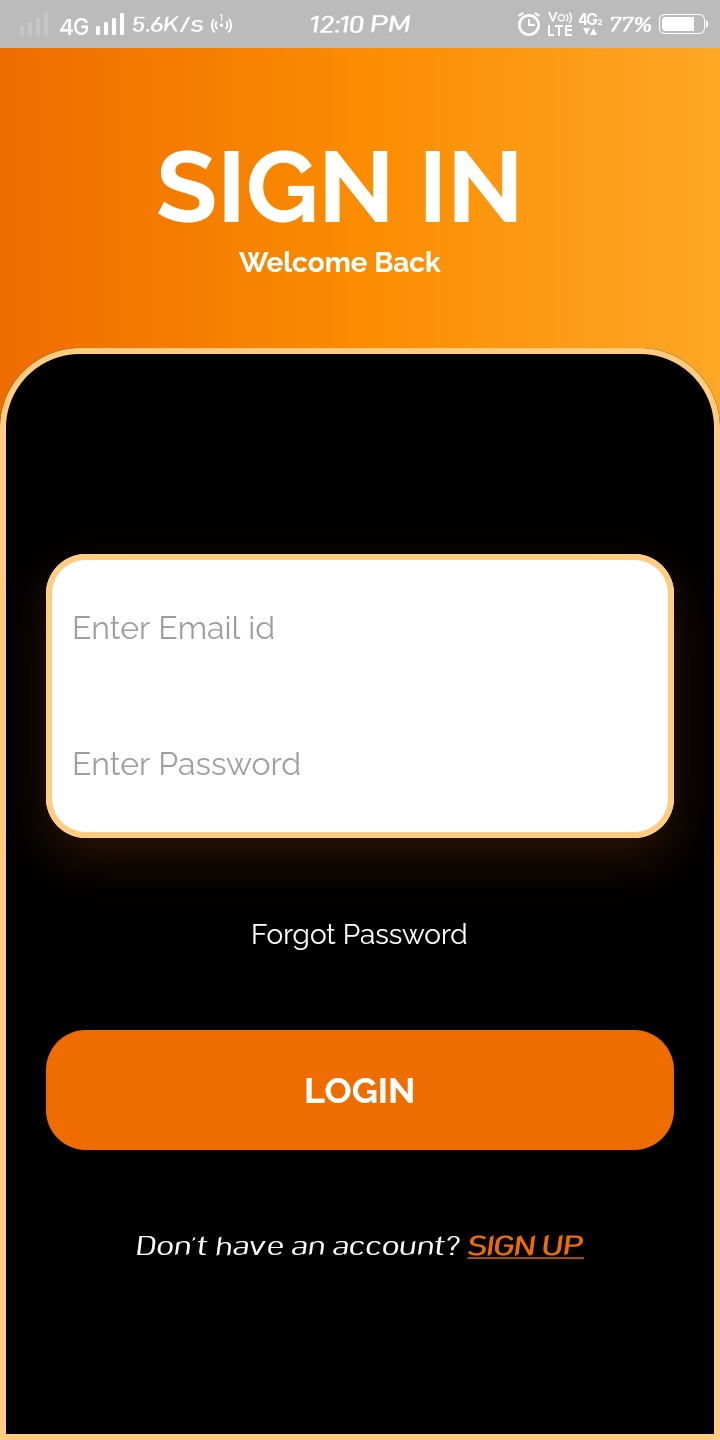 4G 5.6K/s 1 12:10 PM Vo)) LTE 4G2 77%
SIGN IN
Welcome Back
Enter Email id
Enter Password
Forgot Password
LOGIN
Don't have an account? SIGN UP